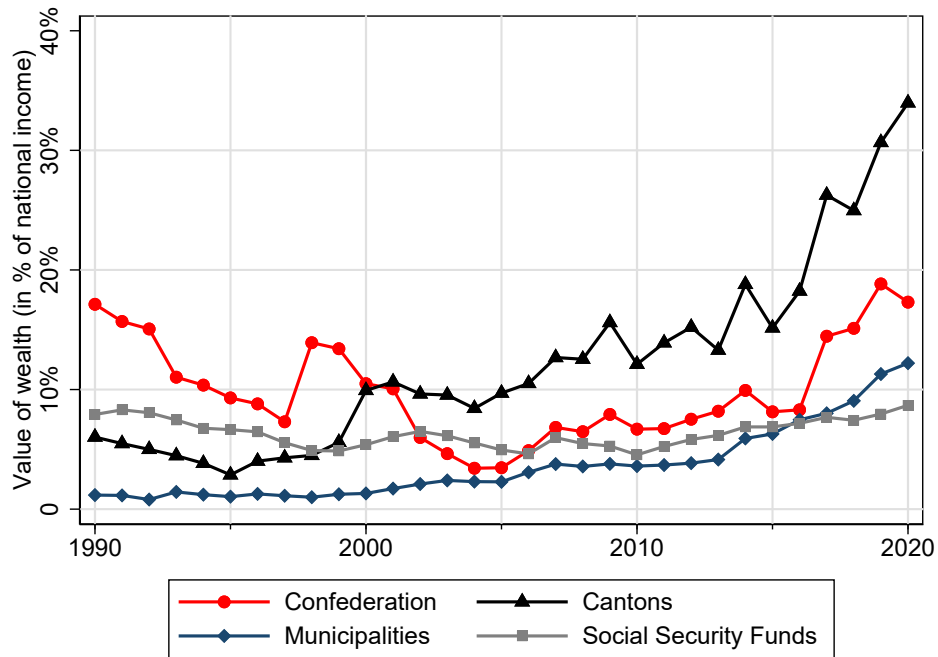 Value of wealth (in % of national income)
40%
30%
20%
10%
0
1990 2000 2010 2020
Confederation Cantons
Municipalities Social Security Funds